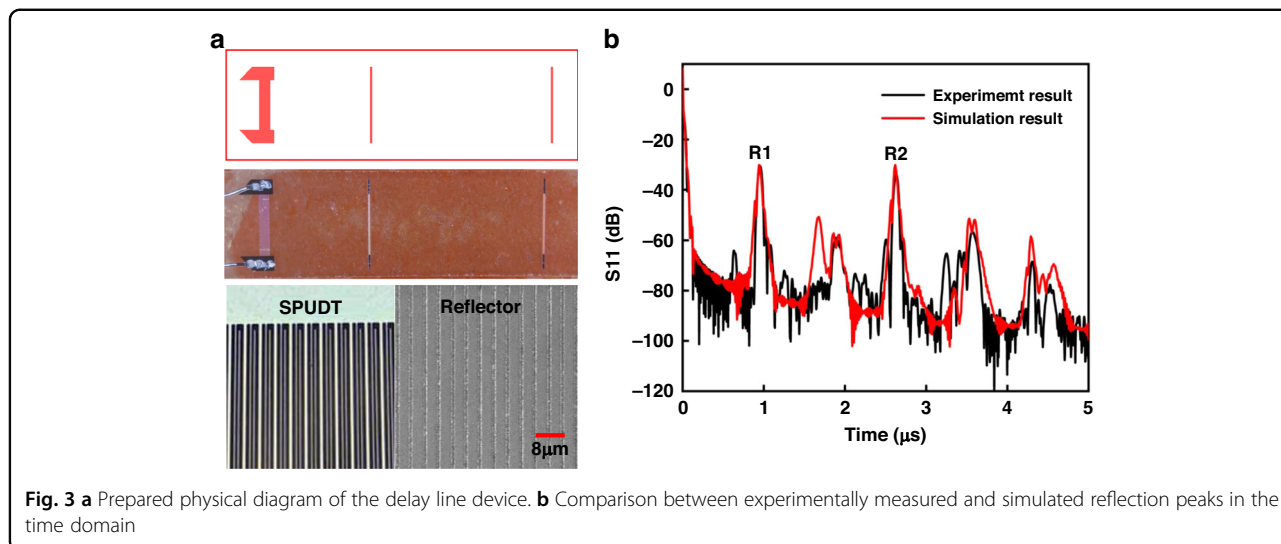 a
SPUDT
Reflector
8μm
b
S11 (dB)
0
−20
−40
−60
−80
−100
−120
Experimemt result
Simulation result
R1
R2
0
1
2
3
4
5
Time (μs)
Fig. 3 a Prepared physical diagram of the delay line device. b Comparison between experimentally measured and simulated reflection peaks in the
time domain